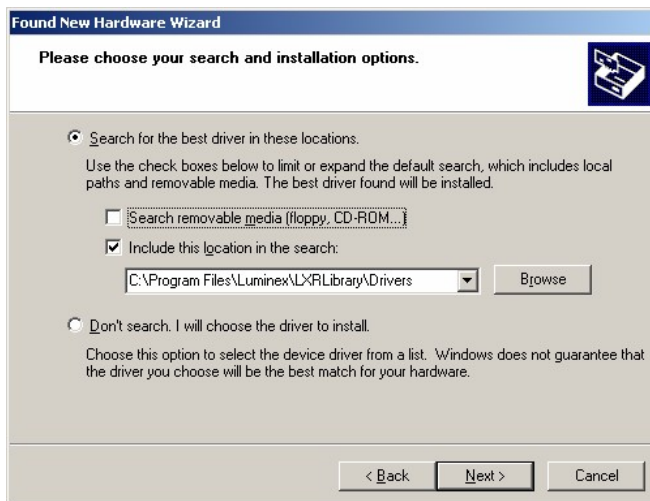 Found New Hardware Wizard
Please choose your search and installation options.
Search for the best driver in these locations.
Use the check boxes below to limit or expand the default search, which includes local
paths and removable media. The best driver found will be installed.
Search removable media (floppy, CD-ROM...)
Include this location in the search:
C:\Program Files\Luminex\LXRLibrary\Drivers
Browse
Don't search. I will choose the driver to install.
Choose this option to select the device driver from a list. Windows does not guarantee that
the driver you choose will be the best match for your hardware.
< Back Next > Cancel